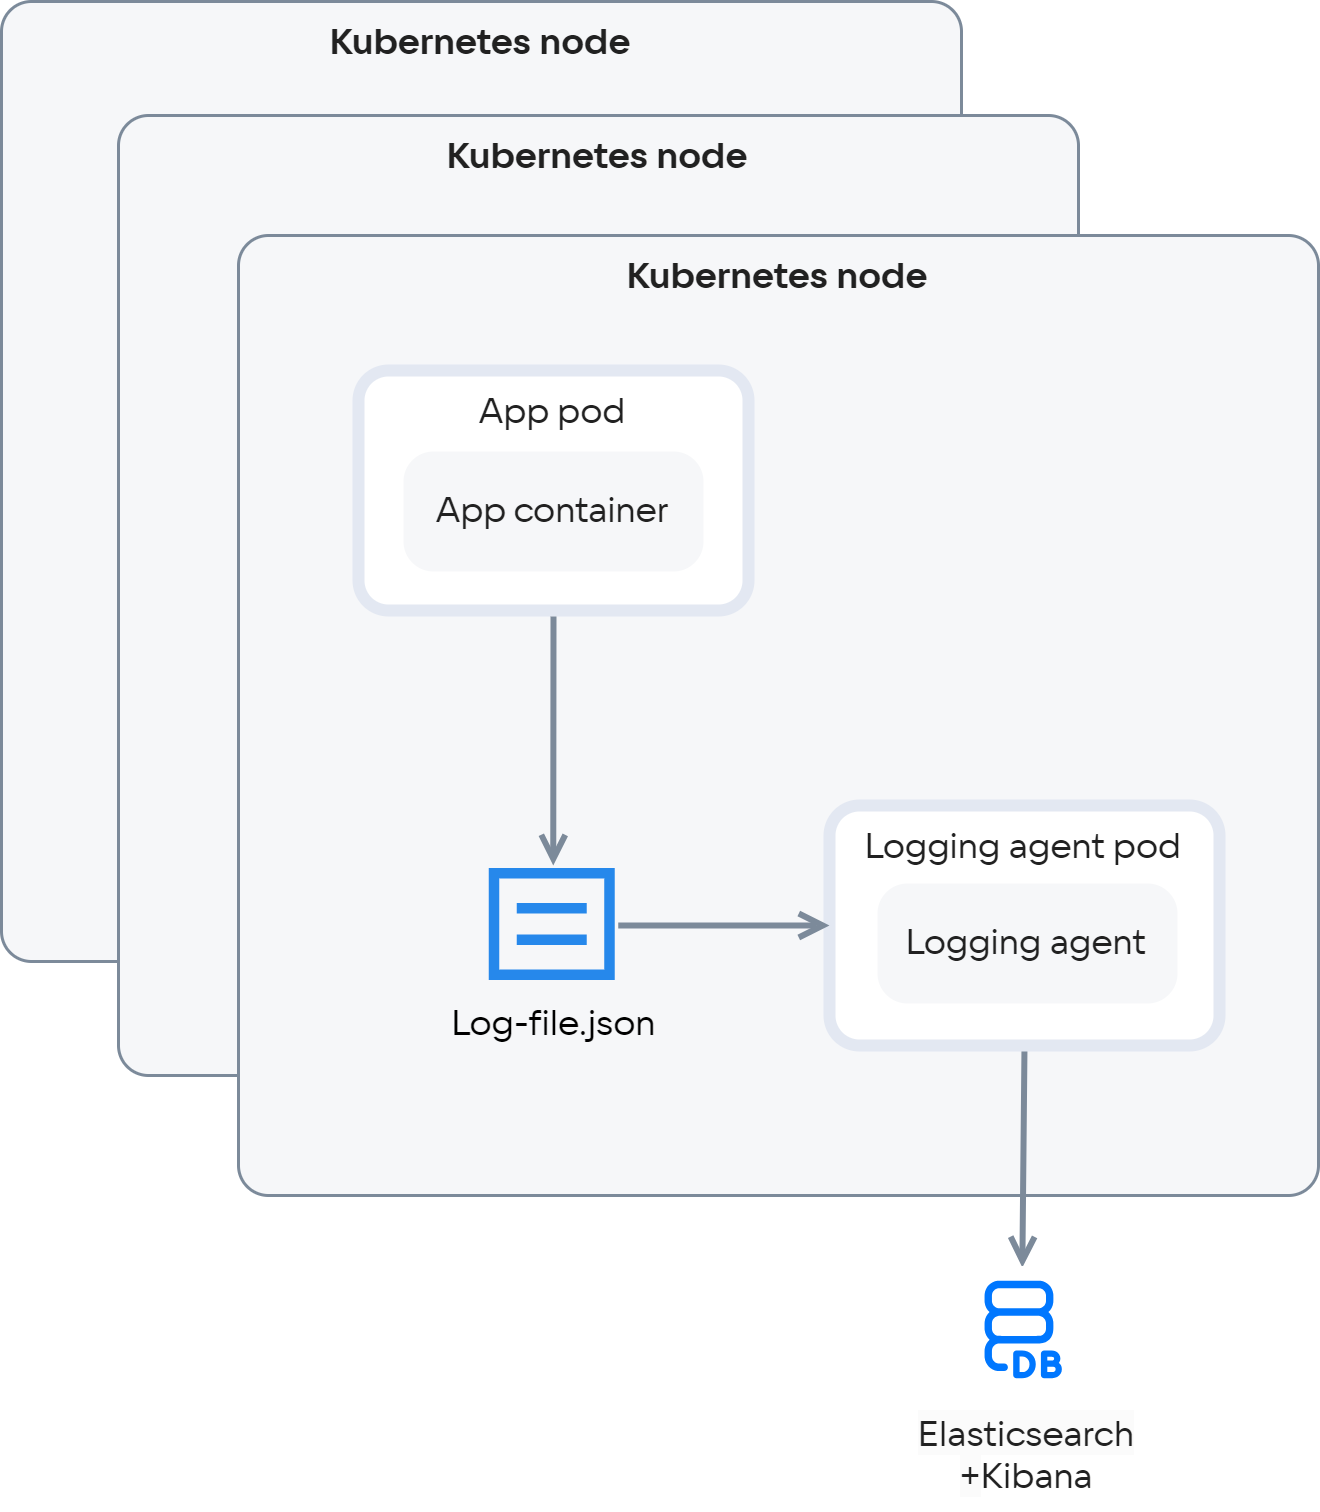 Kubernetes node
Kubernetes node
Kubernetes node
App pod
App container
Logging agent pod
Logging agent
Log-file.json
DB
Elasticsearch
+Kibana